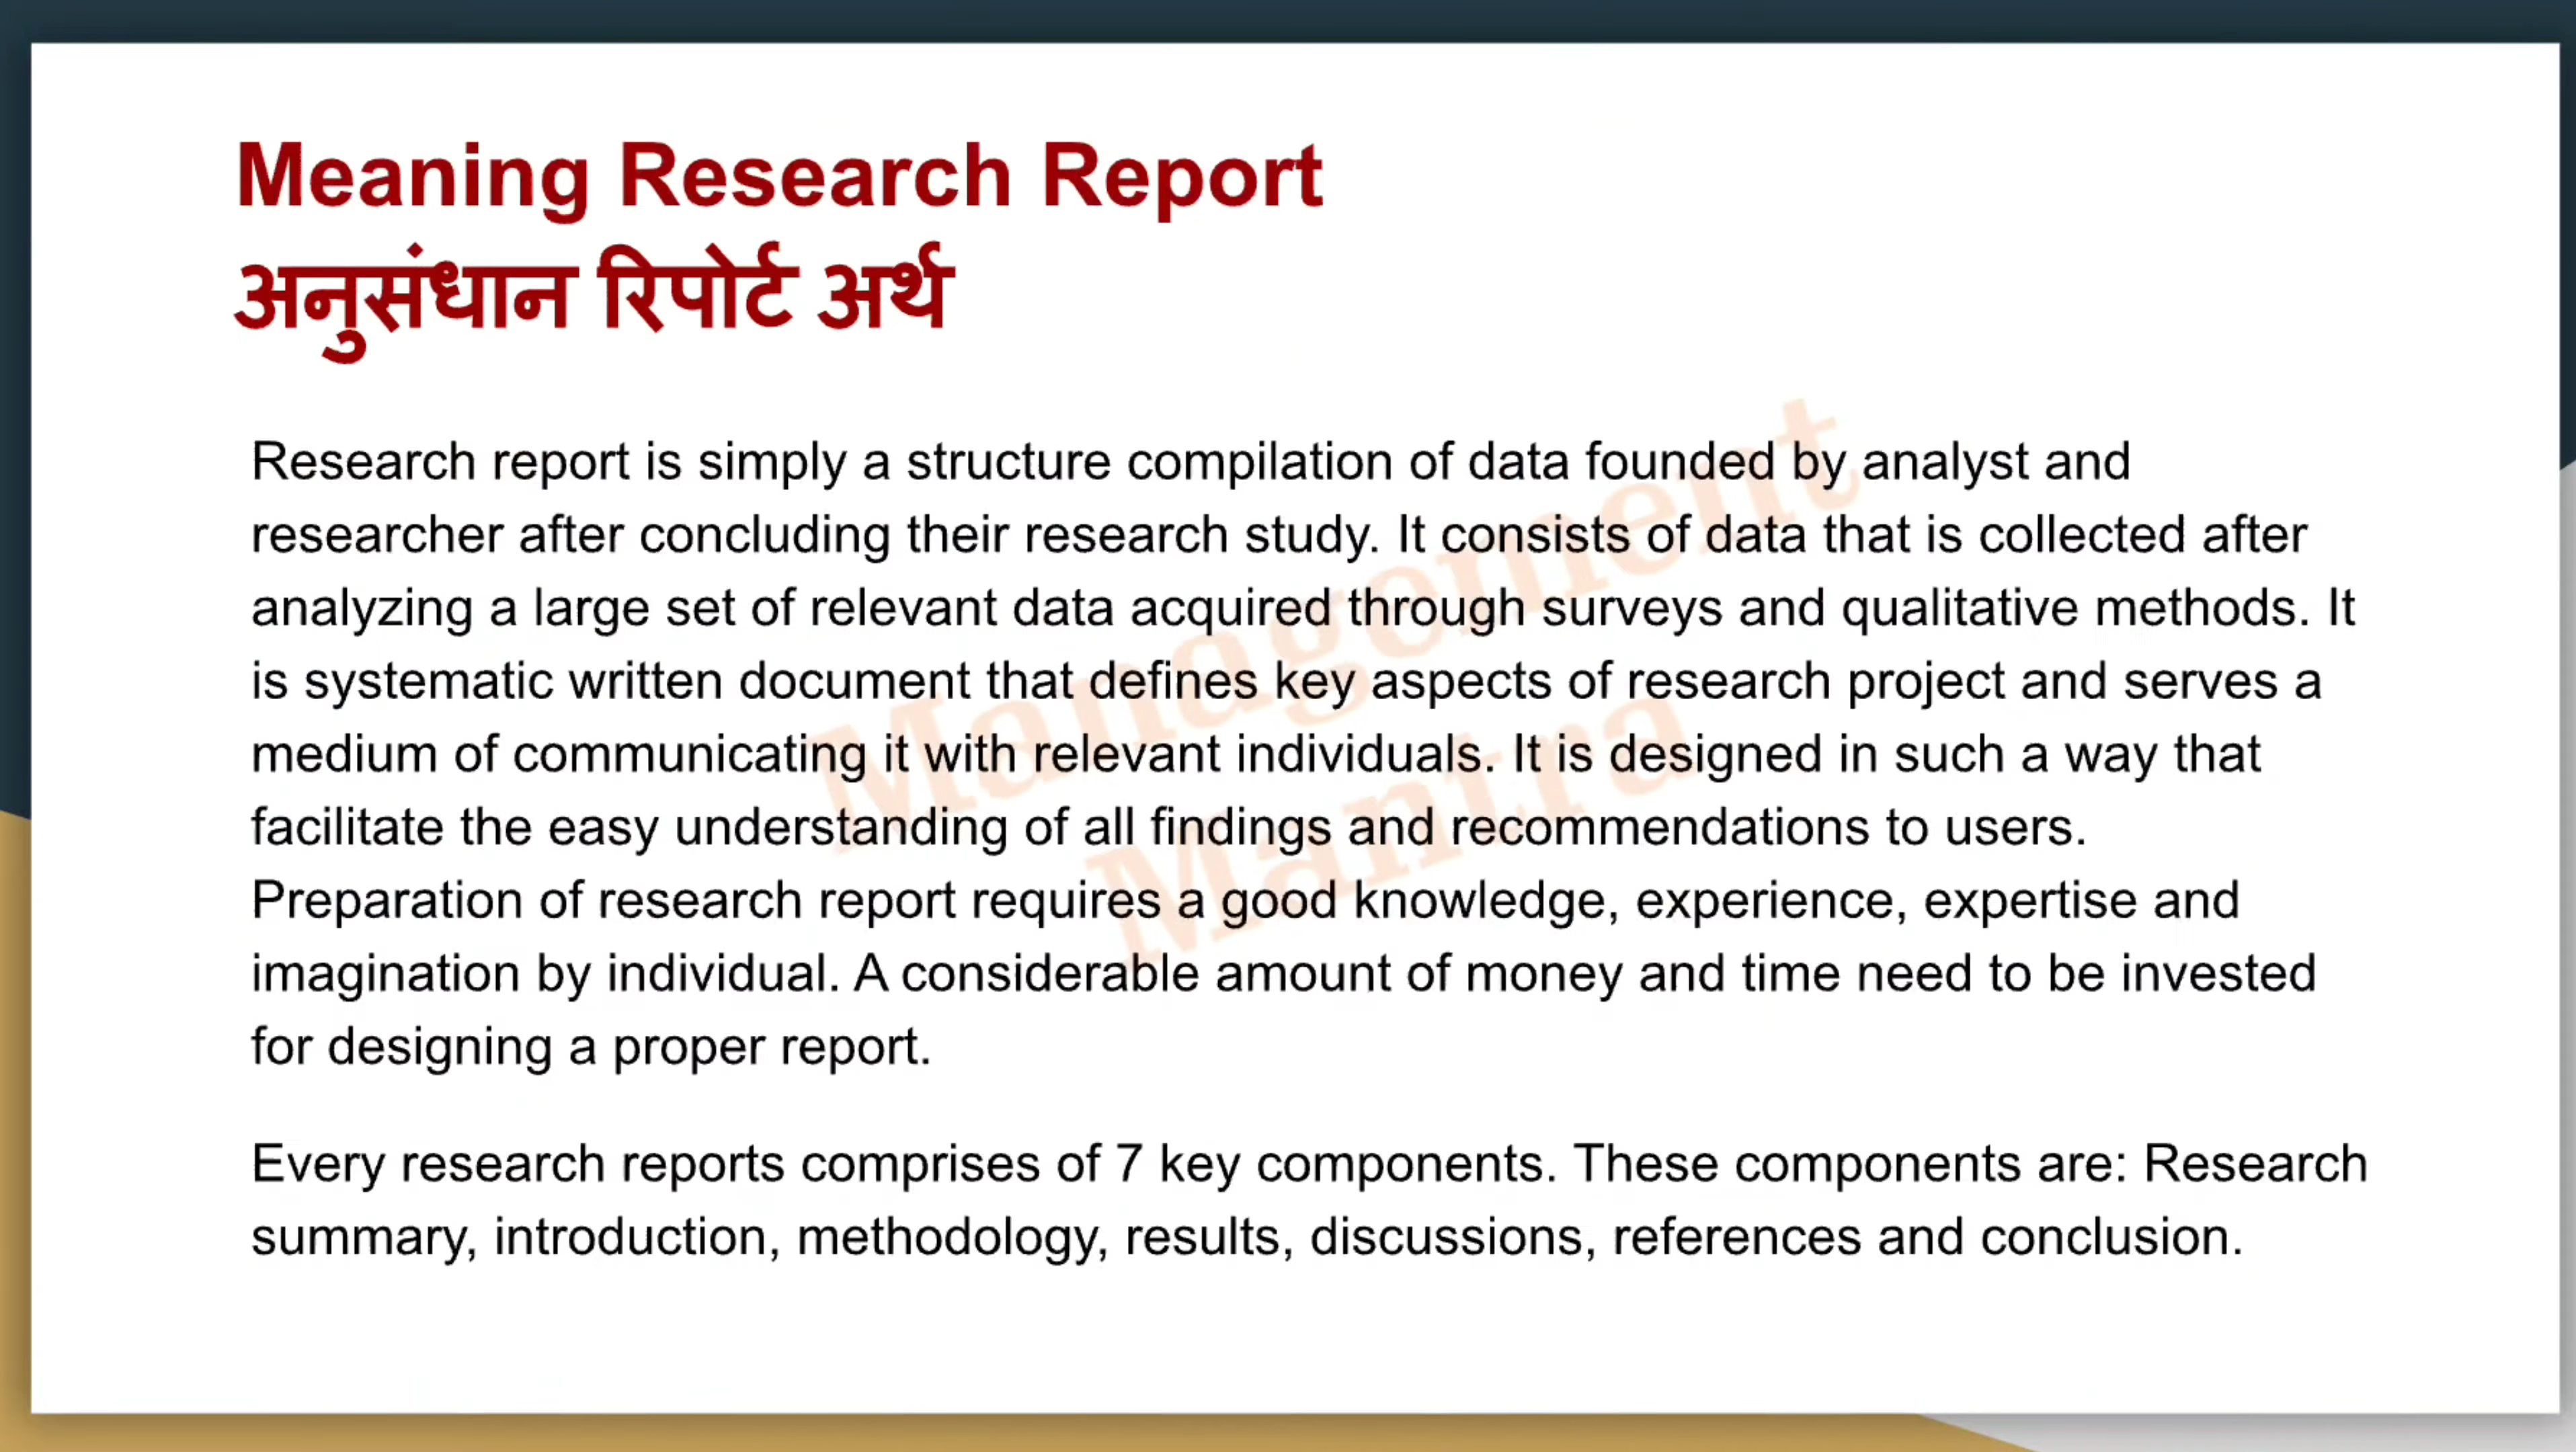 Meaning Research Report
अनुसंधान रिपोर्ट अर्थ
Research report is simply a structure compilation of data founded by analyst and
researcher after concluding their research study. It consists of data that is collected after
analyzing a large set of relevant data acquired through surveys and qualitative methods. It
is systematic written document that defines key aspects of research project and serves a
medium of communicating it with relevant individuals. It is designed in such a way that
facilitate the easy understanding of all findings and recommendations to users.
Preparation of research report requires a good knowledge, experience, expertise and
imagination by individual. A considerable amount of money and time need to be invested
for designing a proper report.
Every research reports comprises of 7 key components. These components are: Research
summary, introduction, methodology, results, discussions, references and conclusion.
Management
Mantra